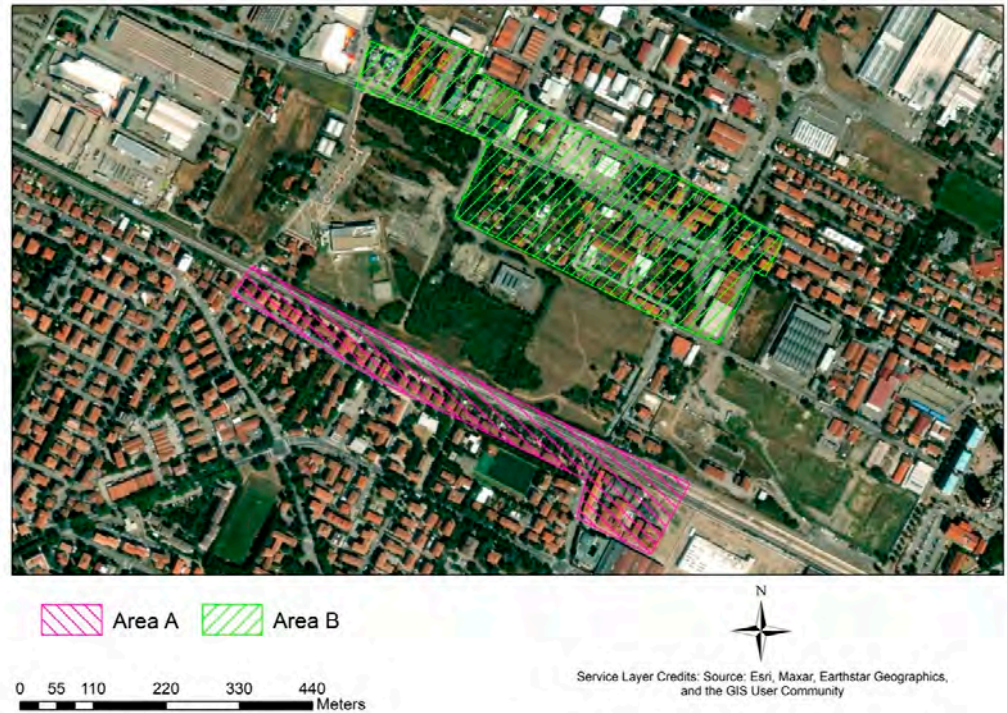 Area A
Area B
N
Service Layer Credits: Source: Esri, Maxar, Earthstar Geographics,
and the GIS User Community
0 55 110 220 330 440
Meters